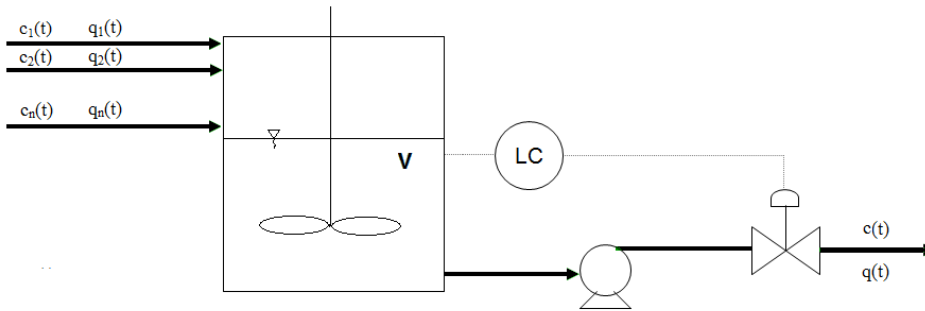 c₁(t) q₁(t)
c₂(t) q₂(t)
cₙ(t) qₙ(t)
V
LC
c(t)
q(t)
..